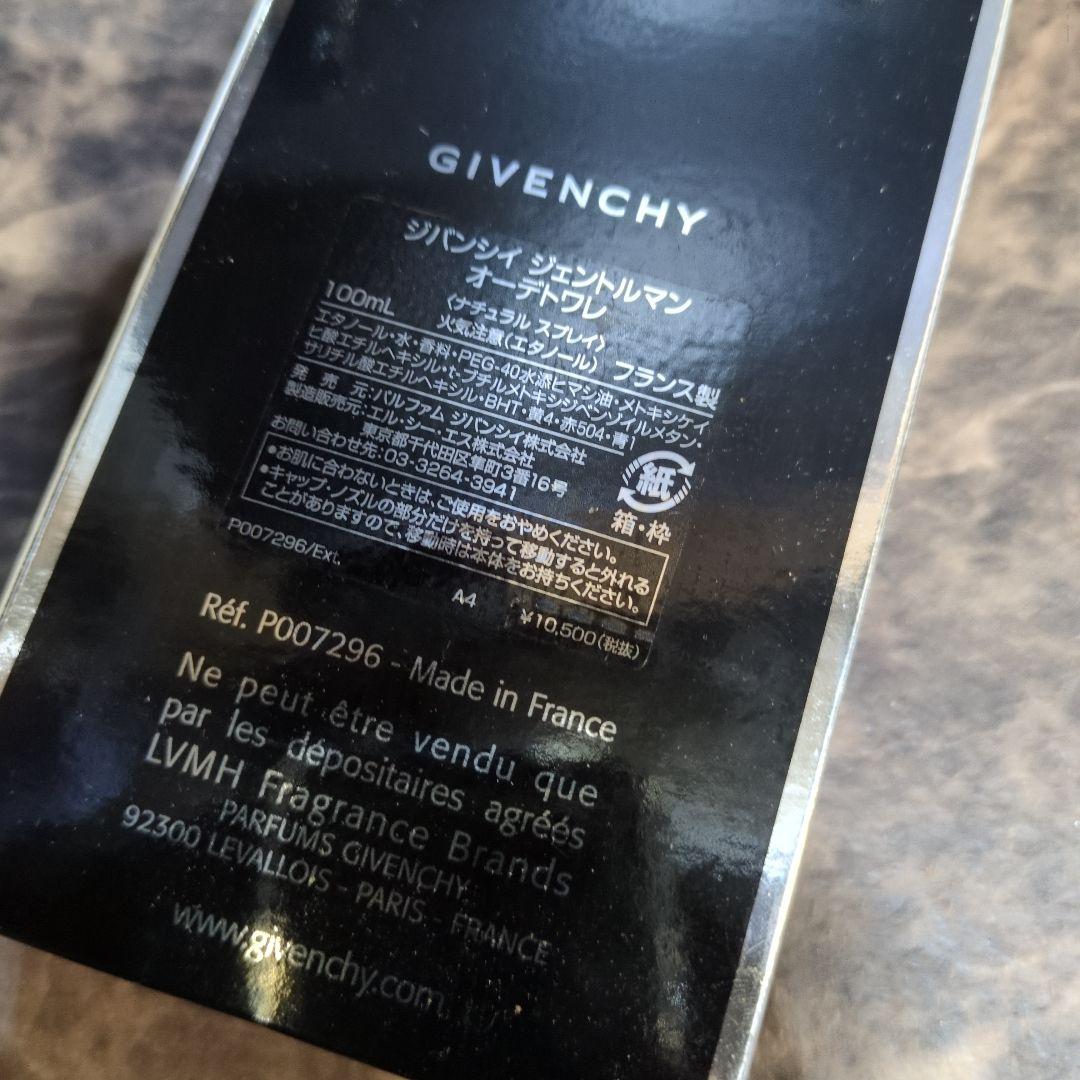 GIVENCHY
ジバンシイ ジェントルマン
オーデトワレ
100mL 〈ナチュラル スプレイ〉
火気注意(エタノール) フランス製
エタノール・水・香料・PEG-40水添ヒマシ油・メトキシケイ
ヒ酸エチルヘキシル・t-ブチルメトキシジベンゾイルメタン・
サリチル酸エチルヘキシル・BHT・黄4・赤504・青1
発売元:パルファム ジバンシイ株式会社
製造販売元:エル・シー・エス株式会社
東京都千代田区隼町3番16号
お問い合わせ先:03-3264-3941
紙
箱・枠
•お肌に合わないときは、ご使用をおやめください。
•キャップ、ノズルの部分だけを持って移動すると外れる
ことがありますので、移動時は本体をお持ちください。
P007296/Ext.
A4
¥10,500(税抜)
Réf. P007296 - Made in France
Ne peut être vendu que
par les dépositaires agréés
LVMH Fragrance Brands
PARFUMS GIVENCHY
92300 LEVALLOIS - PARIS - FRANCE
www.givenchy.com